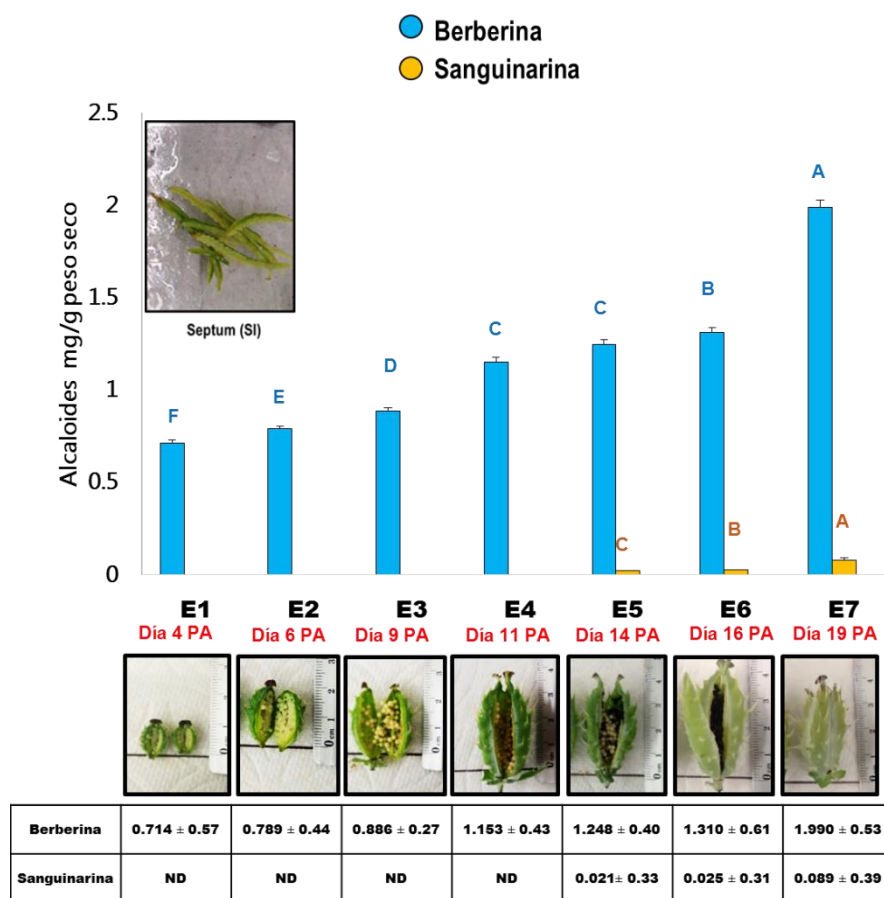 Berberina
Sanguinarina
Alcaloides mg/g peso seco
2.5
2
1.5
1
0.5
0
Septum (SI)
F
E
D
C
C
B
A
C
B
A
E1 E2 E3 E4 E5 E6 E7
Día 4 PA Día 6 PA Día 9 PA Día 11 PA Día 14 PA Día 16 PA Día 19 PA
Berberina 0.714 ± 0.57 0.789 ± 0.44 0.886 ± 0.27 1.153 ± 0.43 1.248 ± 0.40 1.310 ± 0.61 1.990 ± 0.53
Sanguinarina ND ND ND ND 0.021± 0.33 0.025 ± 0.31 0.089 ± 0.39